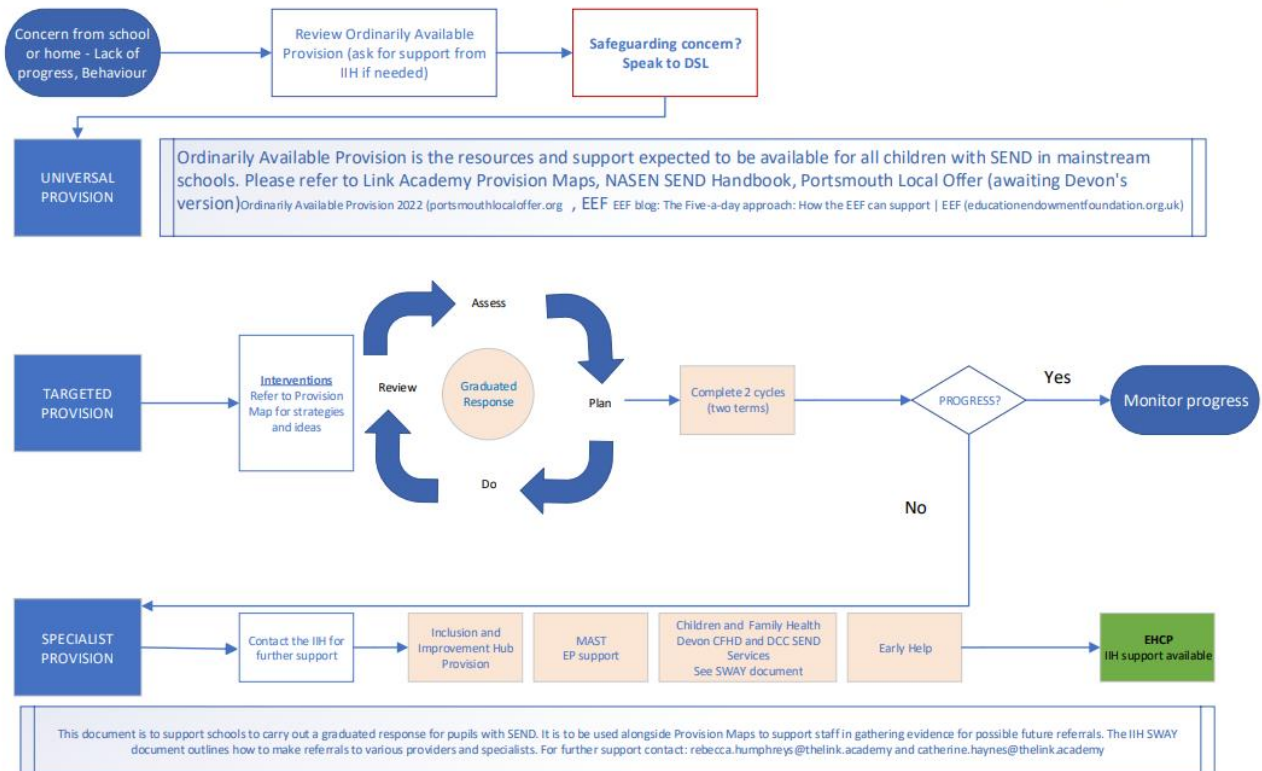 Concern from school
or home - Lack of
progress, Behaviour
Review Ordinarily Available
Provision (ask for support from
IIH if needed)
Safeguarding concern?
Speak to DSL
UNIVERSAL
PROVISION
Ordinarily Available Provision is the resources and support expected to be available for all children with SEND in mainstream
schools. Please refer to Link Academy Provision Maps, NASEN SEND Handbook, Portsmouth Local Offer (awaiting Devon's
version)Ordinarily Available Provision 2022 (portsmouthlocaloffer.org , EEF EEF blog: The Five-a-day approach: How the EEF can support | EEF (educationendowmentfoundation.org.uk)
TARGETED
PROVISION
Interventions
Refer to Provision
Map for strategies
and ideas
Assess
Review
Graduated
Response
Plan
Do
Complete 2 cycles
(two terms)
PROGRESS?
Yes
Monitor progress
No
SPECIALIST
PROVISION
Contact the IIH for
further support
Inclusion and
Improvement Hub
Provision
MAST
EP support
Children and Family Health
Devon CFHD and DCC SEND
Services
See SWAY document
Early Help
EHCP
IIH support available
This document is to support schools to carry out a graduated response for pupils with SEND. It is to be used alongside Provision Maps to support staff in gathering evidence for possible future referrals. The IIH SWAY
document outlines how to make referrals to various providers and specialists. For further support contact: rebecca.humphreys@thelink.academy and catherine.haynes@thelink.academy